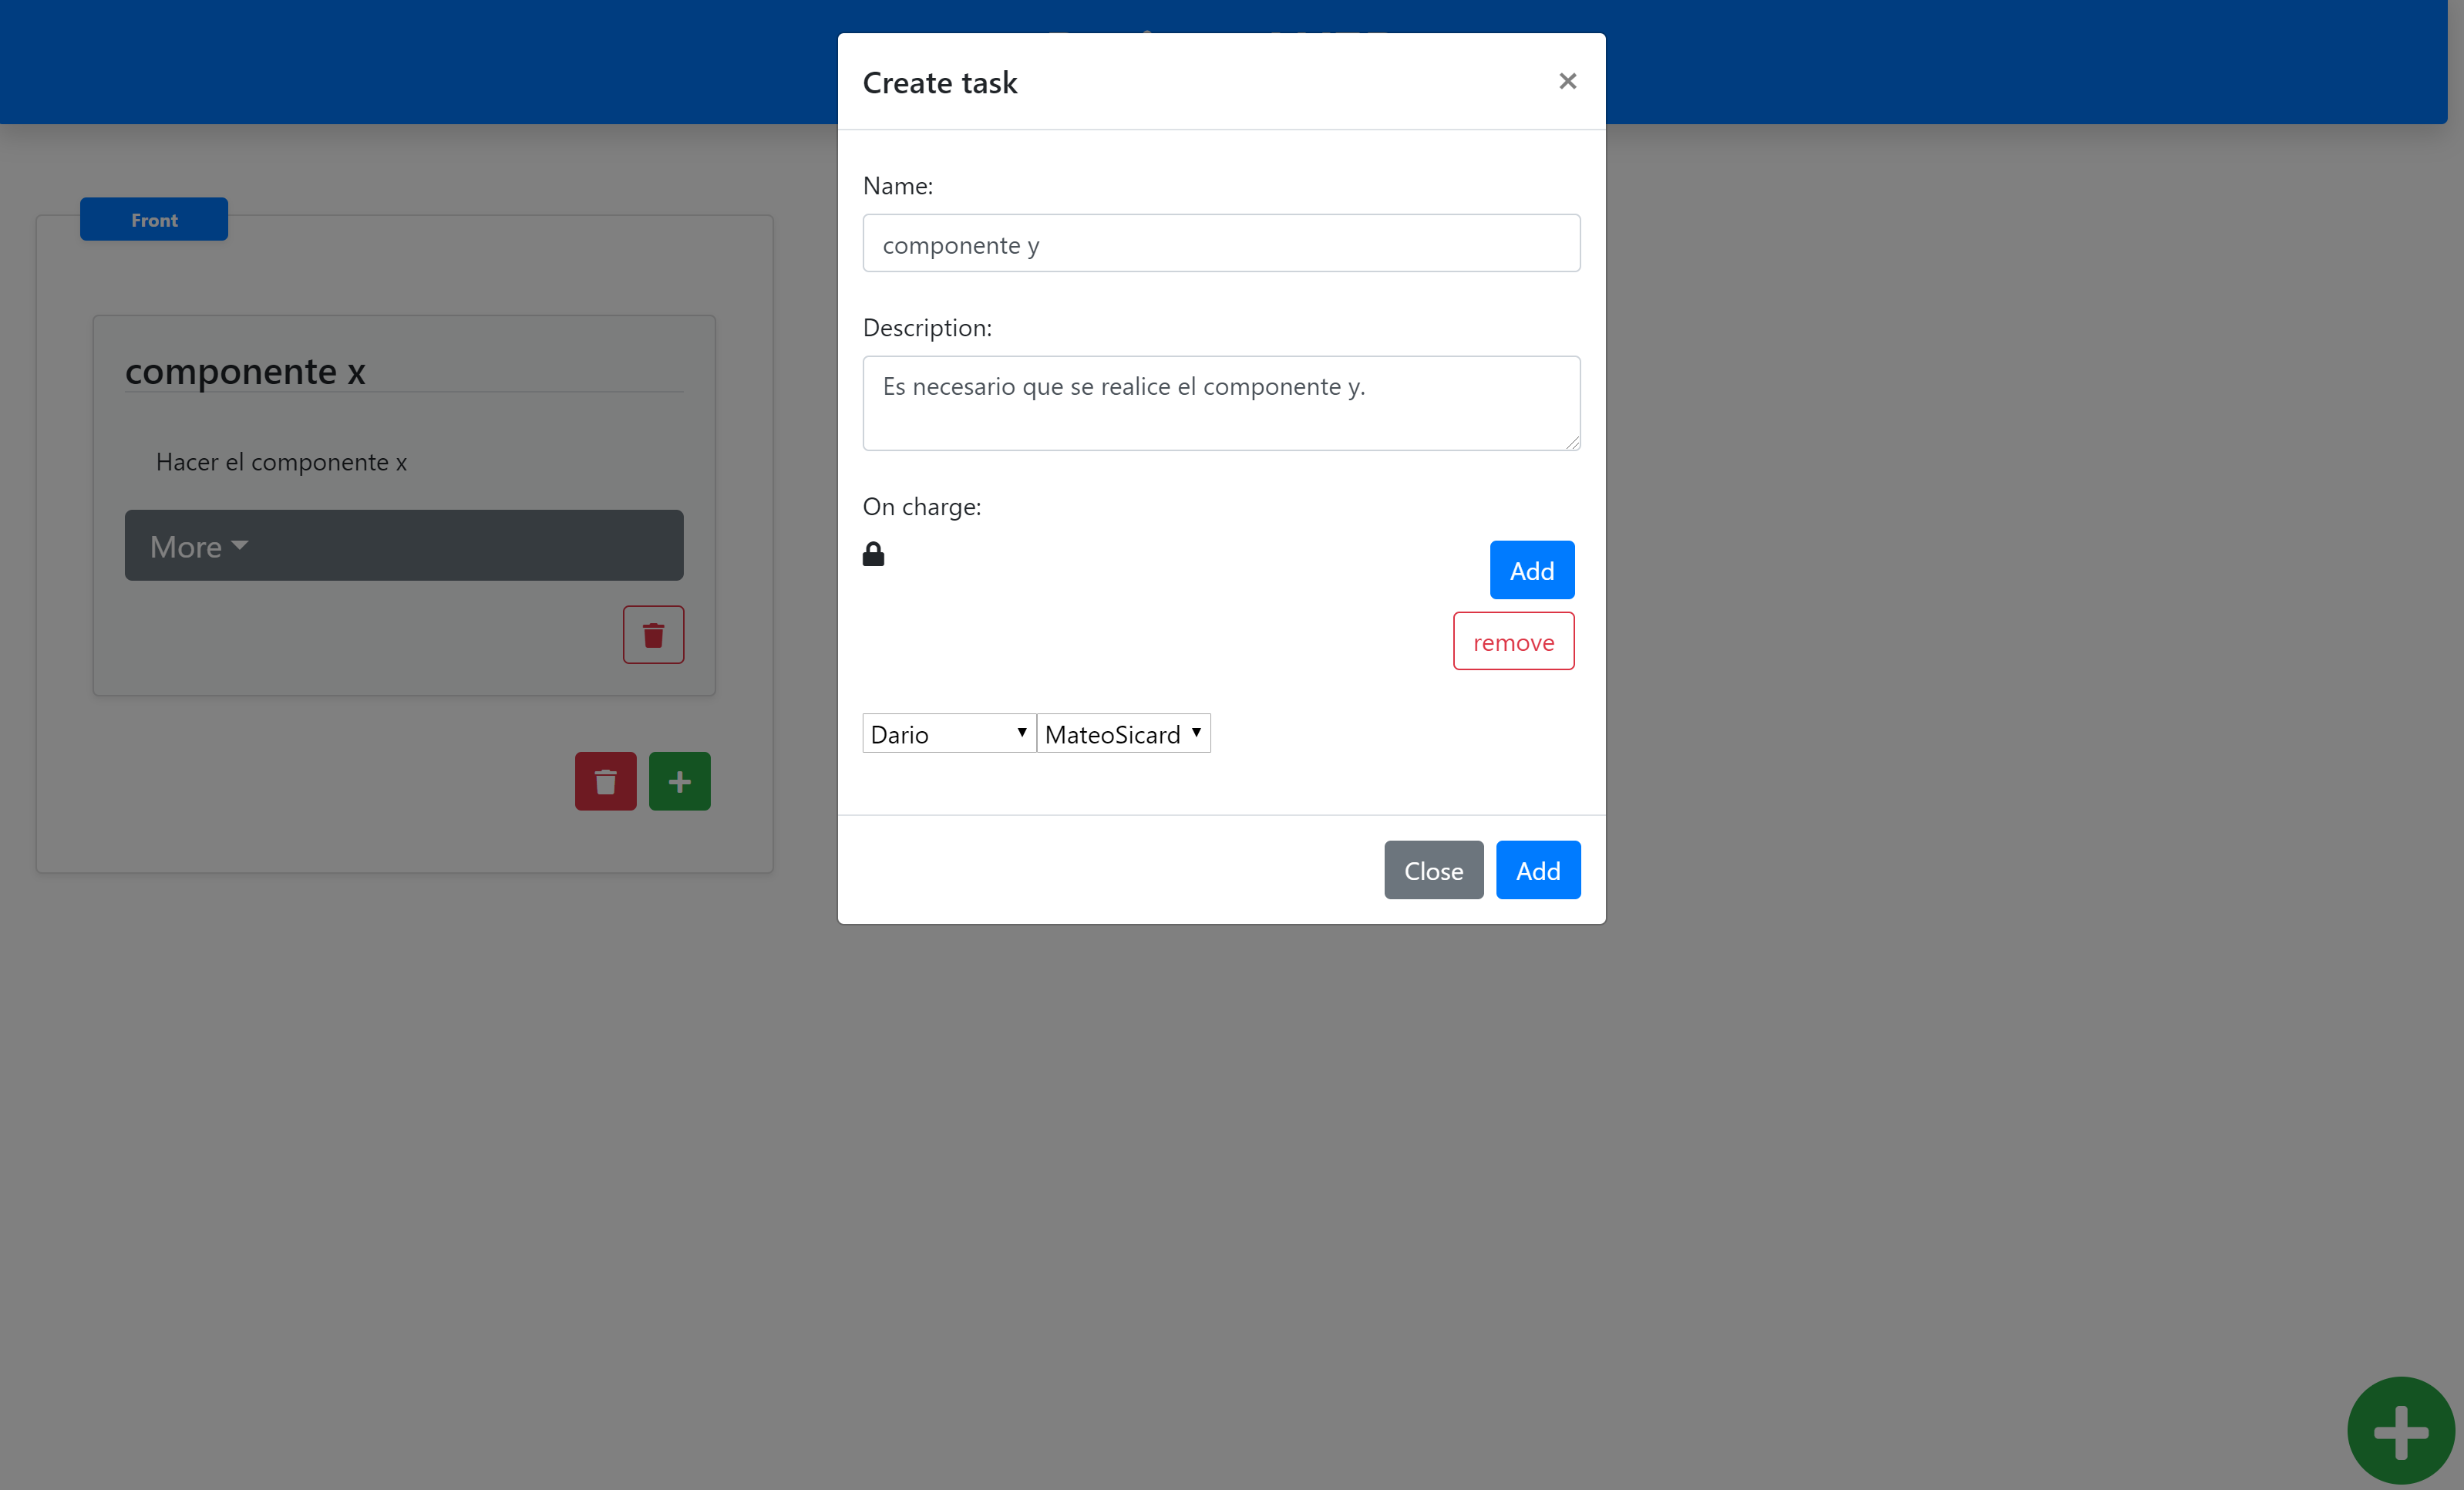 Create task
×
Name:
componente y
Description:
Es necesario que se realice el componente y.
On charge:
Add
remove
Dario
MateoSicard
Close
Add
Front
componente x
Hacer el componente x
More